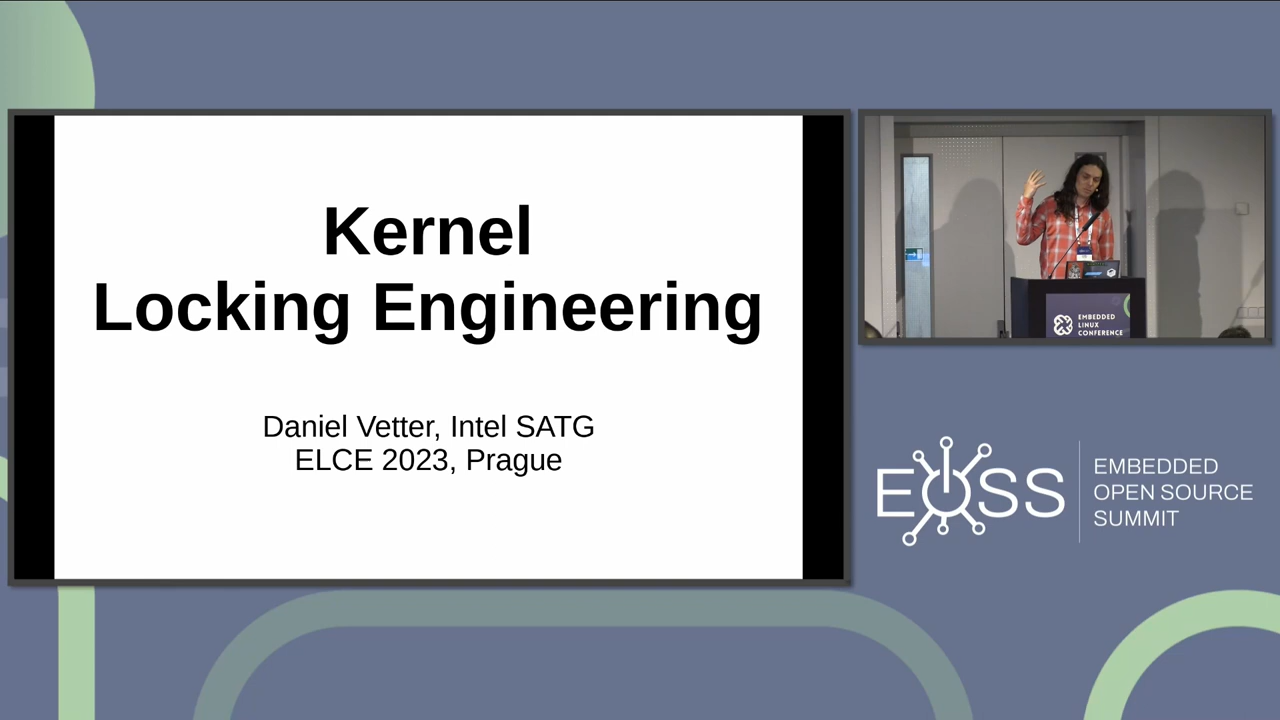 Kernel
Locking Engineering
Daniel Vetter, Intel SATG
ELCE 2023, Prague
EMBEDDED
LINUX
CONFERENCE
EOSS
EMBEDDED
OPEN SOURCE
SUMMIT